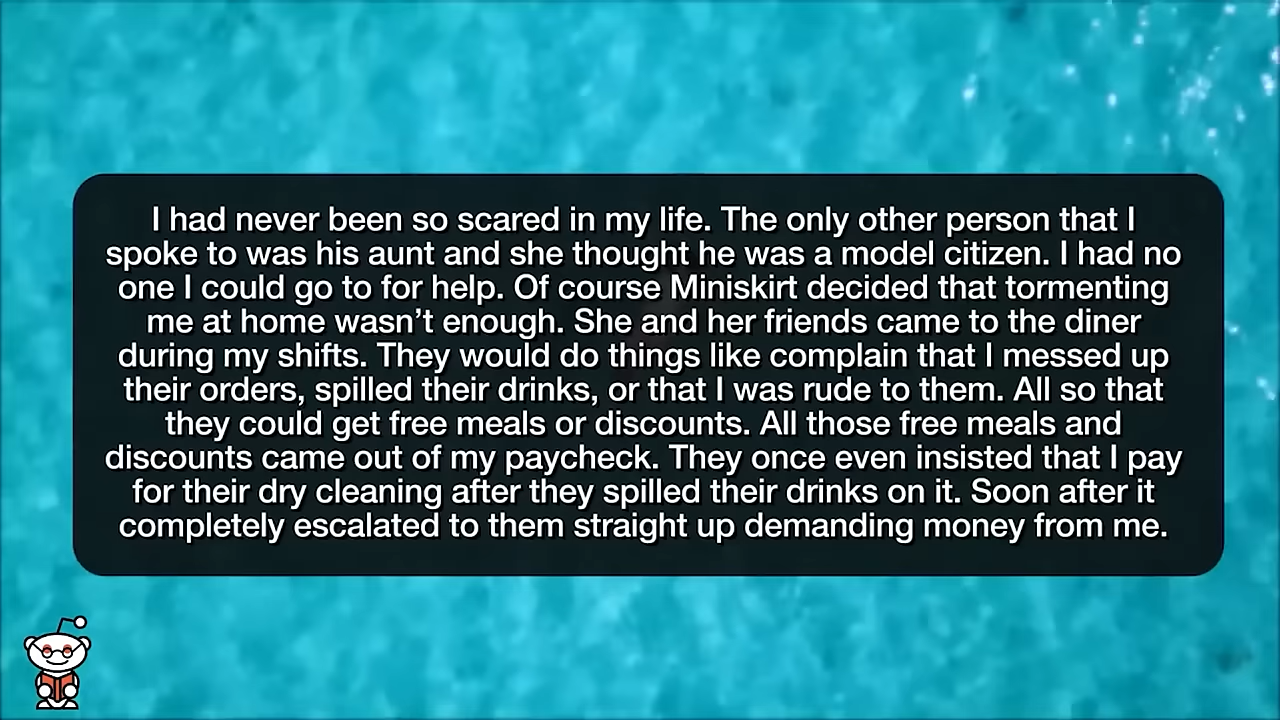 I had never been so scared in my life. The only other person that I
spoke to was his aunt and she thought he was a model citizen. I had no
one I could go to for help. Of course Miniskirt decided that tormenting
me at home wasn’t enough. She and her friends came to the diner
during my shifts. They would do things like complain that I messed up
their orders, spilled their drinks, or that I was rude to them. All so that
they could get free meals or discounts. All those free meals and
discounts came out of my paycheck. They once even insisted that I pay
for their dry cleaning after they spilled their drinks on it. Soon after it
completely escalated to them straight up demanding money from me.